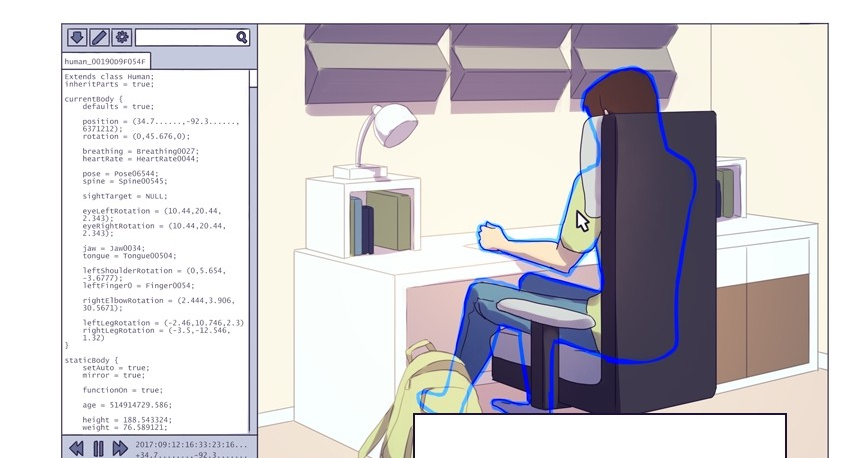 human_00190D9F054F
Extends class Human;
inheritParts = true;
currentBody {
defaults = true;
position = (34.7......,-92.3......,
6371212);
rotation = (0,45.676,0);
breathing = Breathing0027;
heartRate = HeartRate0044;
pose = Pose06544;
spine = Spine00545;
sightTarget = NULL;
eyeLeftRotation = (10.44,20.44,
2.343);
eyeRightRotation = (10.44,20.44,
2.343);
jaw = Jaw0034;
tongue = Tongue00504;
leftShoulderRotation = (0,5.654,
-3.6777);
leftFinger0 = Finger0054;
rightElbowRotation = (2.444,3.906,
30.5671);
leftLegRotation = (-2.46,10.746,2.3)
rightLegRotation = (-3.5,-12.546,
1.32)
}
staticBody {
setAuto = true;
mirror = true;
functionOn = true;
age = 514914729.586;
height = 188.543324;
weight = 76.589121;
2017:09:12:16:33:23:16...
+34.7........,-92.3.......